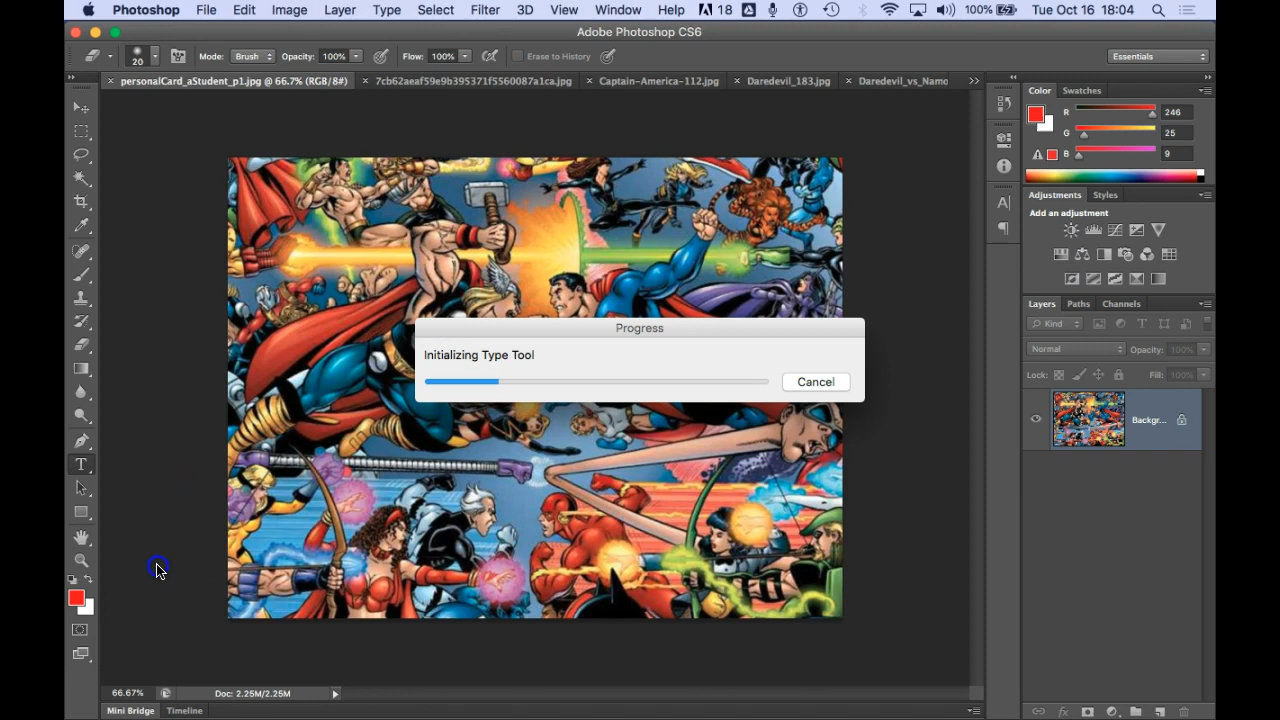 Photoshop File Edit Image Layer Type Select Filter 3D View Window Help 18 100% Tue Oct 16 18:04
Adobe Photoshop CS6
20 Mode: Brush Opacity: 100% Flow: 100% Erase to History Essentials
personalCard_aStudent_p1.jpg @ 66.7% (RGB/8#) 7cb62aeaf59e9b395371f5560087a1ca.jpg Captain-America-112.jpg Daredevil_183.jpg Daredevil_vs_Namo
Color Swatches
R 246
G 25
B 9
Adjustments Styles
Add an adjustment
Layers Paths Channels
Kind
Normal Opacity: 100%
Lock: Fill: 100%
Backgr...
Progress
Initializing Type Tool
Cancel
66.67% Doc: 2.25M/2.25M
Mini Bridge Timeline